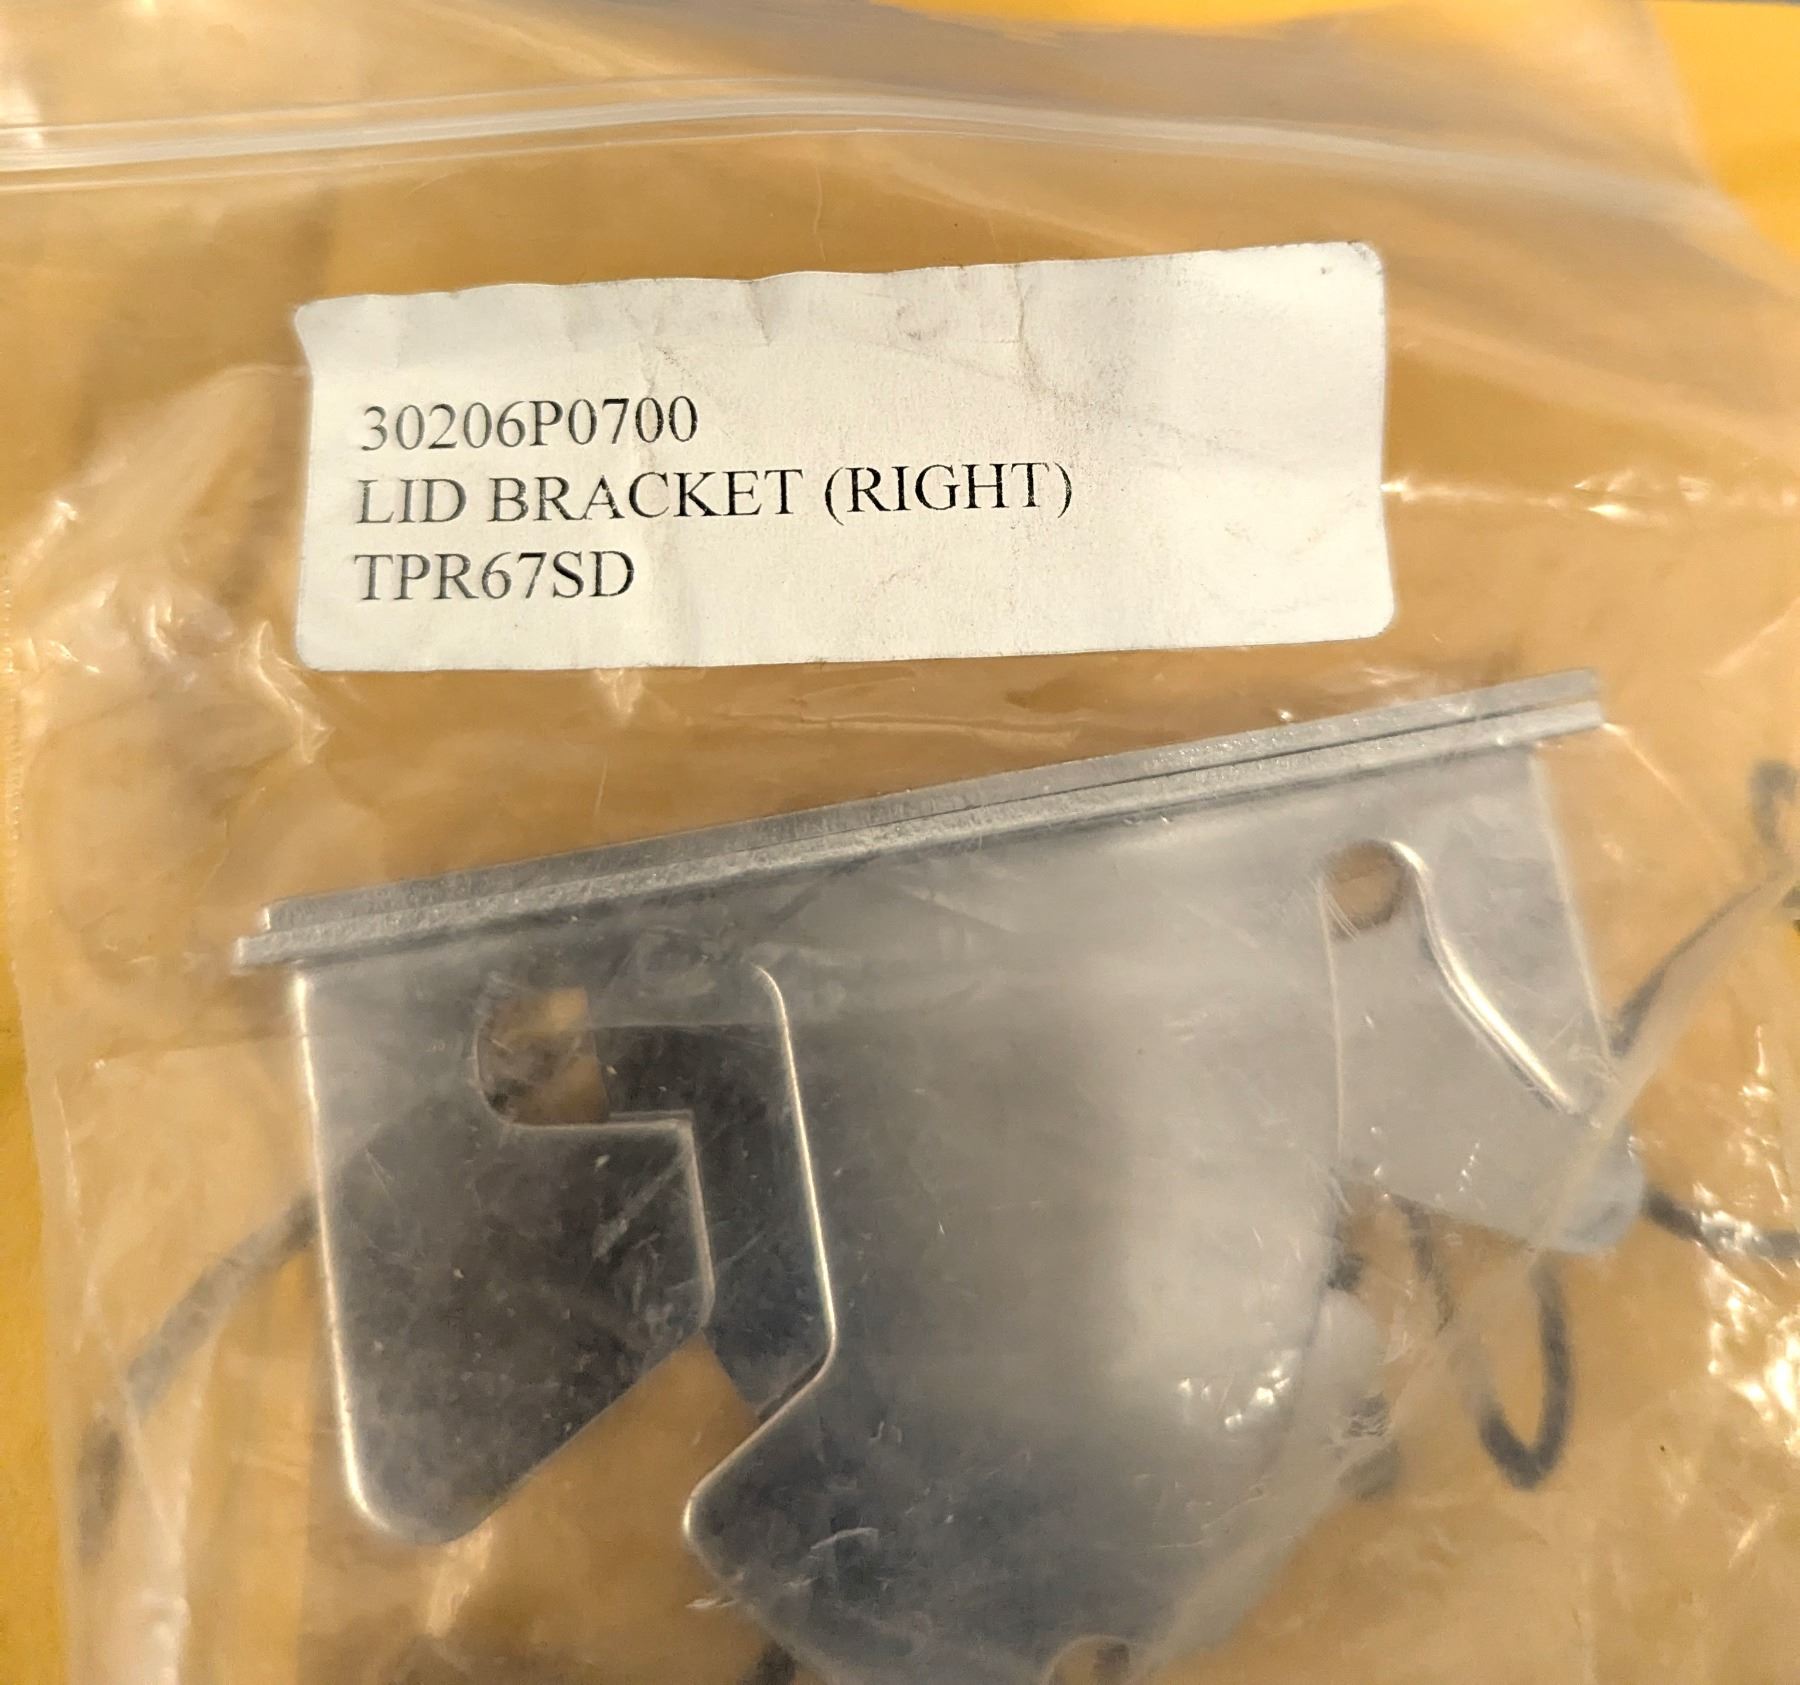 30206P0700
LID BRACKET (RIGHT)
TPR67SD